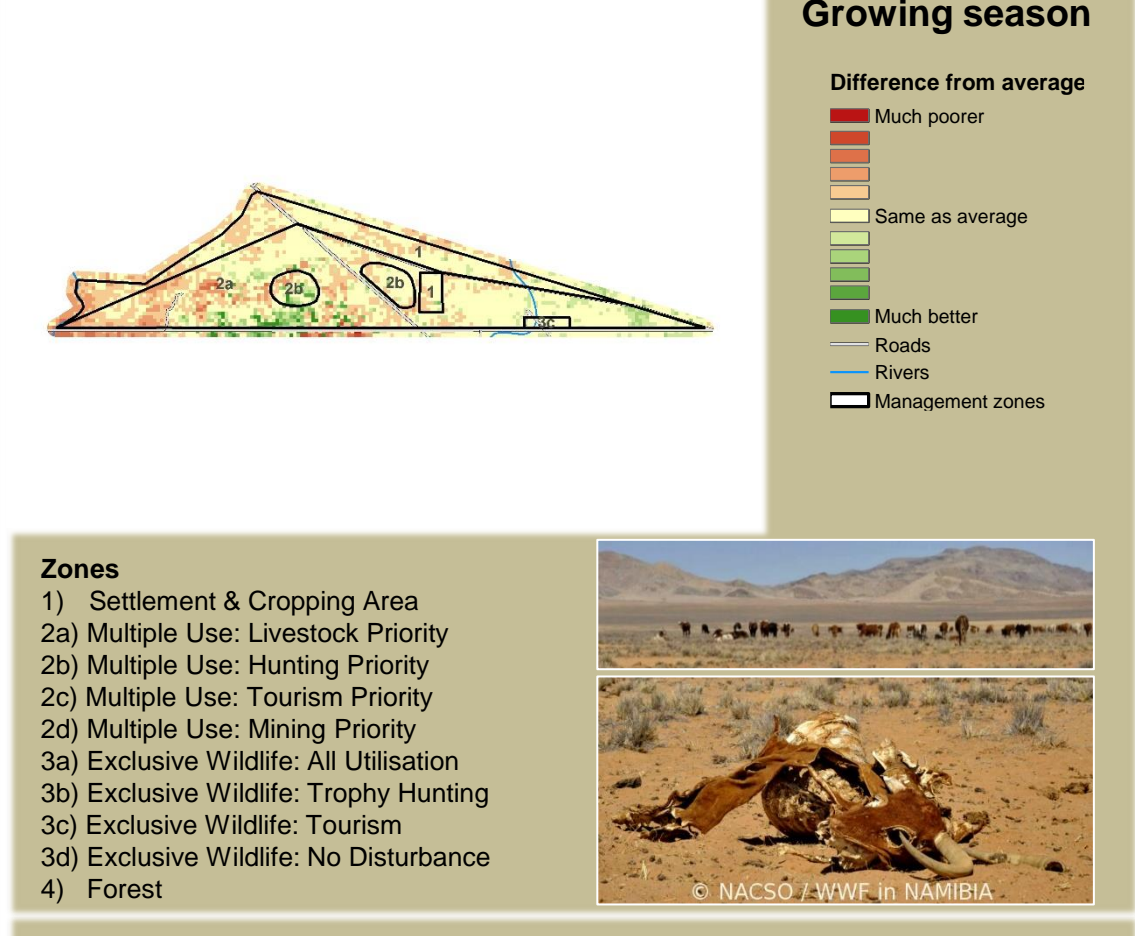 Growing season
Difference from average
Much poorer
Same as average
Much better
Roads
Rivers
Management zones
1
2a
2b
2b
1
3c
Zones
1) Settlement & Cropping Area
2a) Multiple Use: Livestock Priority
2b) Multiple Use: Hunting Priority
2c) Multiple Use: Tourism Priority
2d) Multiple Use: Mining Priority
3a) Exclusive Wildlife: All Utilisation
3b) Exclusive Wildlife: Trophy Hunting
3c) Exclusive Wildlife: Tourism
3d) Exclusive Wildlife: No Disturbance
4) Forest
© NACSO / WWF in NAMIBIA